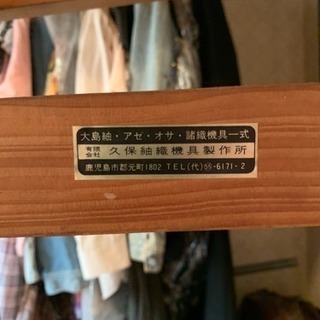 大島紬・アゼ・オサ・諸織機具一式
有限会社 久保紬織機具製作所
鹿児島市郡元町1802 TEL(代)59-6171-2